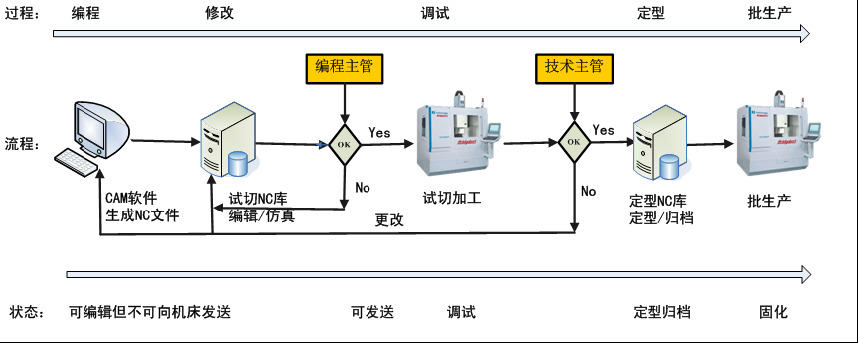 过程： 编程 修改 调试 定型 批生产
编程主管 技术主管
流程： OK Yes OK Yes
No No
CAM软件
生成NC文件
试切NC库
编辑/仿真
试切加工
定型NC库
定型/归档
批生产
更改
状态： 可编辑但不可向机床发送 可发送 调试 定型归档 固化